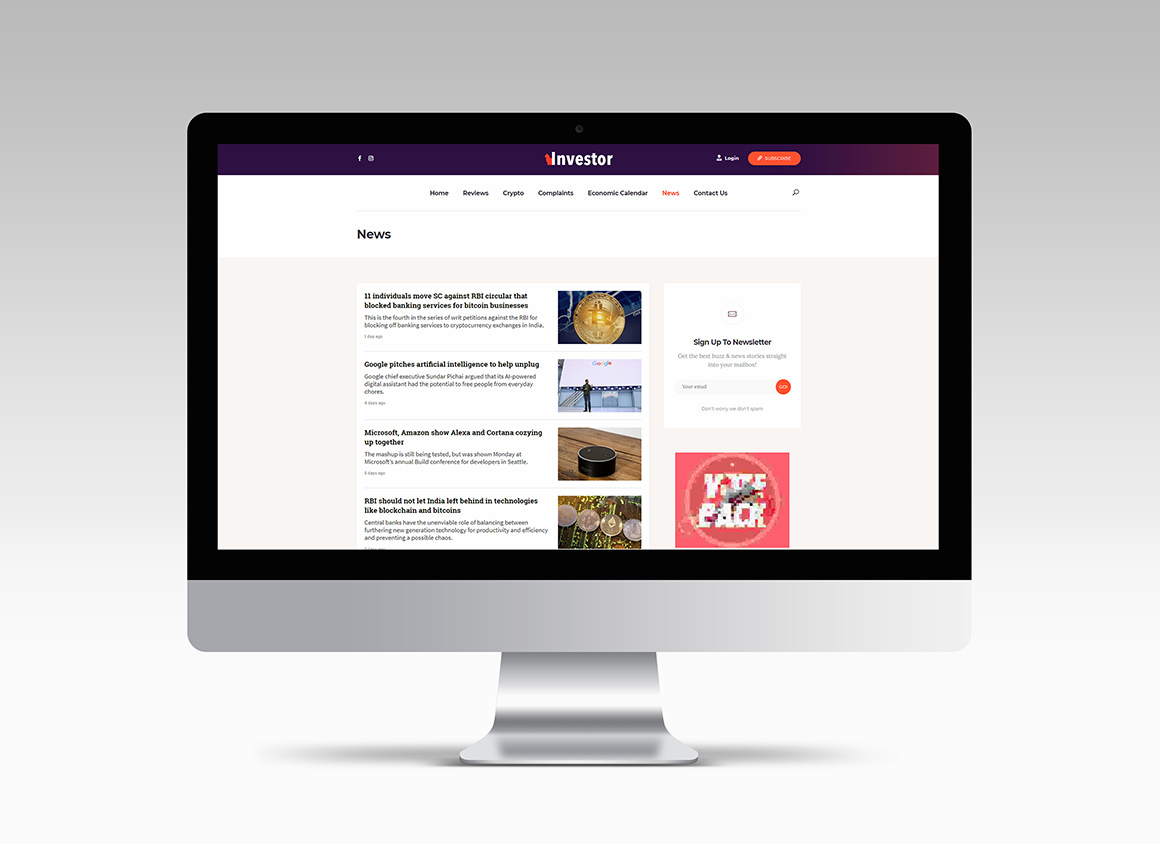 Investor
Login
SUBSCRIBE
Home Reviews Crypto Complaints Economic Calendar News Contact Us
News
11 individuals move SC against RBI circular that
blocked banking services for bitcoin businesses
This is the fourth in the series of writ petitions against the RBI for
blocking off banking services to cryptocurrency exchanges in India.
1 day ago
Google pitches artificial intelligence to help unplug
Google chief executive Sundar Pichai argued that its AI-powered
digital assistant had the potential to free people from everyday
chores.
Google
Microsoft, Amazon show Alexa and Cortana cozying
up together
The mashup is still being tested, but was shown Monday at
Microsoft's annual Build conference for developers in Seattle.
5 days ago
RBI should not let India left behind in technologies
like blockchain and bitcoins
Central banks have the unenviable role of balancing between
furthering new generation technology for productivity and efficiency
and preventing a possible chaos.
Sign Up To Newsletter
Get the best buzz & news stories straight
into your mailbox!
Your email
GO!
Don't worry we don't spam